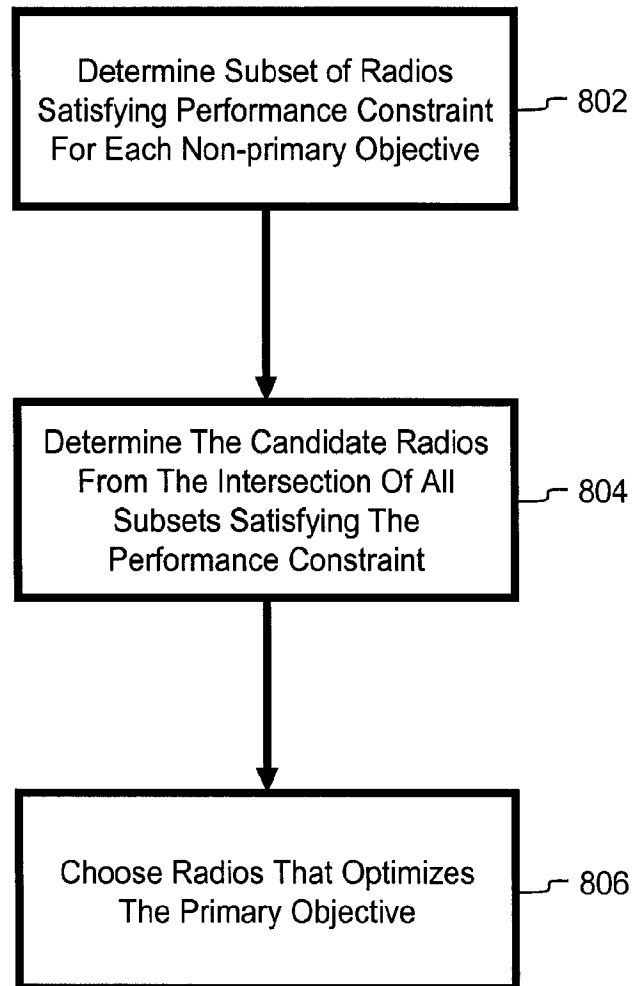 Determine Subset of Radios
Satisfying Performance Constraint
For Each Non-primary Objective
802
Determine The Candidate Radios
From The Intersection Of All
Subsets Satisfying The
Performance Constraint
804
Choose Radios That Optimizes
The Primary Objective
806